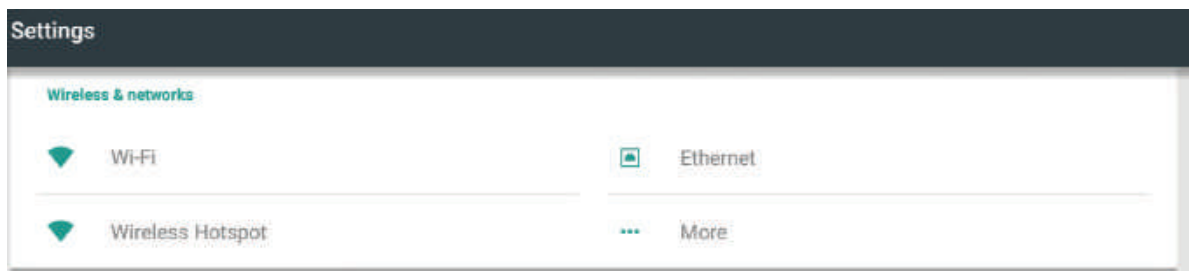 Settings
Wireless & networks
Wi-Fi
Ethernet
Wireless Hotspot
More